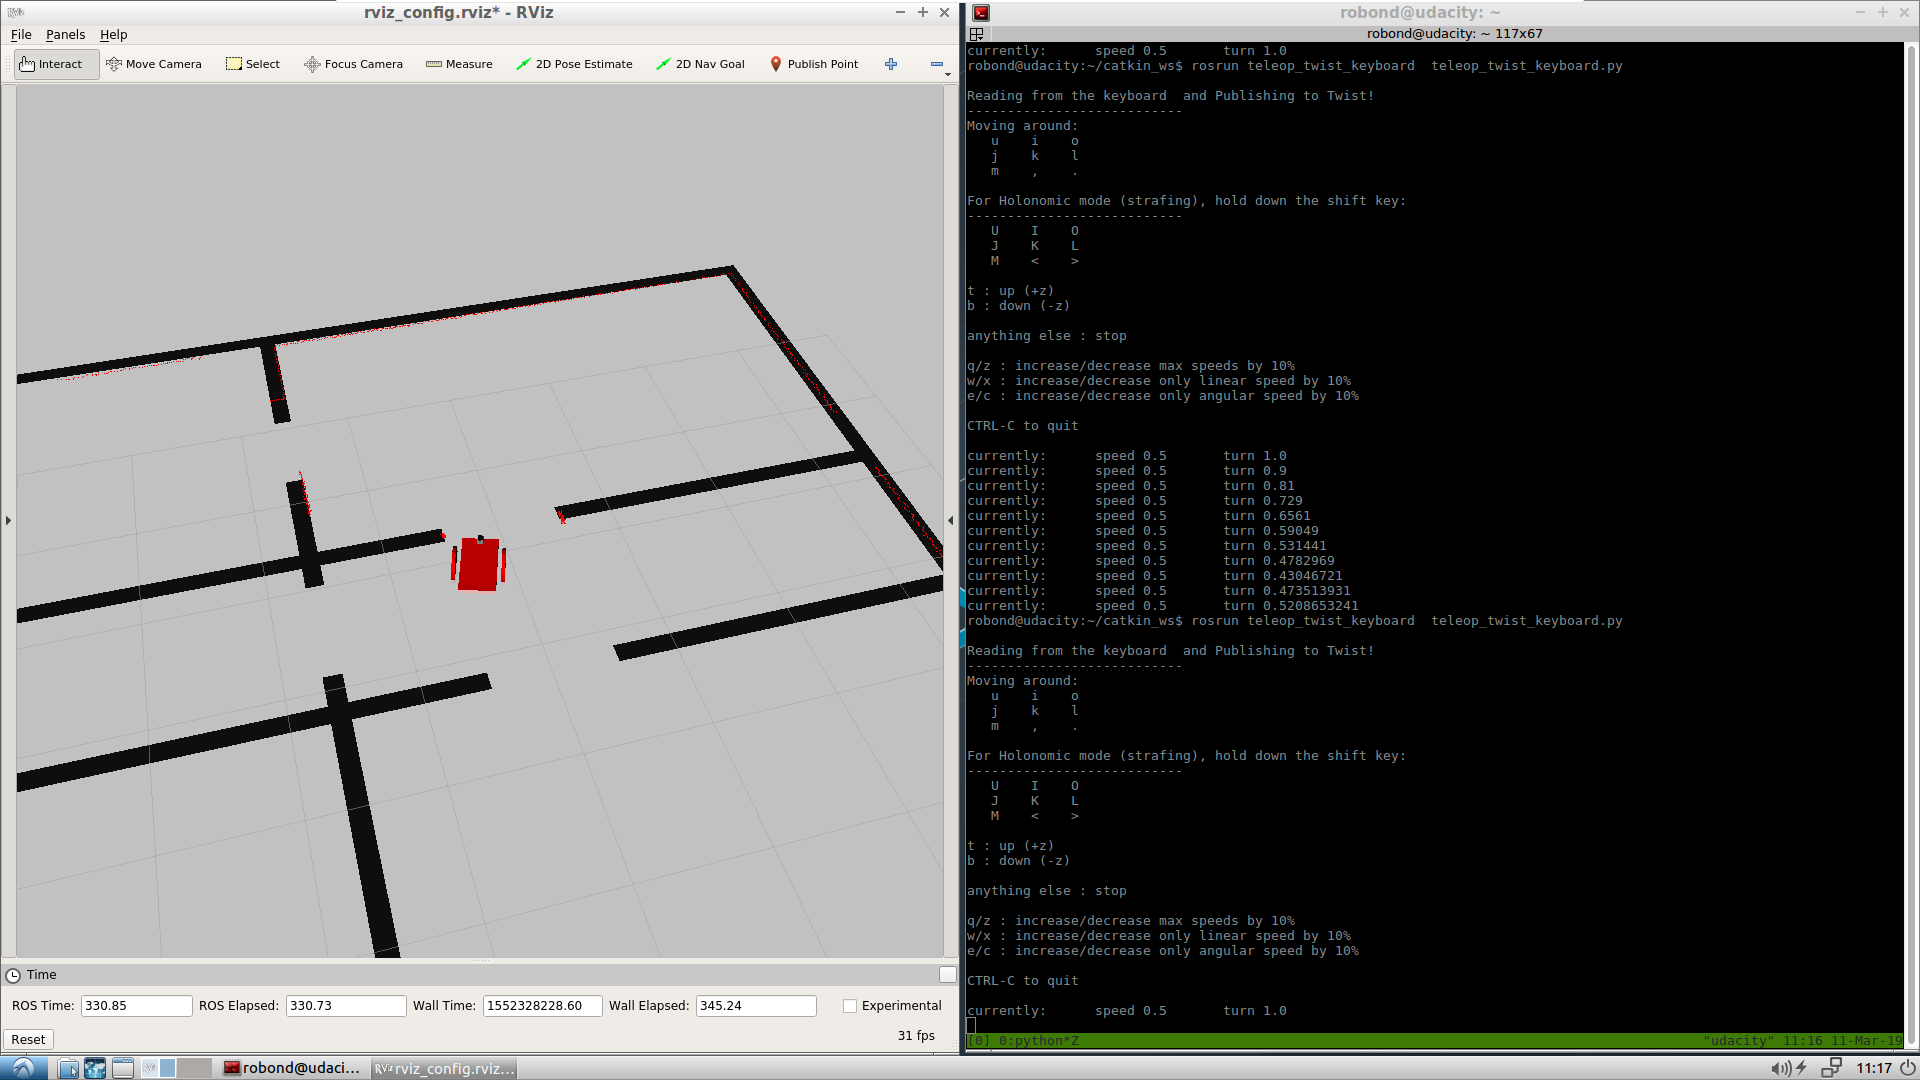 rviz_config.rviz* - RViz
File Panels Help
Interact Move Camera Select Focus Camera Measure 2D Pose Estimate 2D Nav Goal Publish Point
Time
ROS Time: 330.85 ROS Elapsed: 330.73 Wall Time: 1552328228.60 Wall Elapsed: 345.24 Experimental
Reset 31 fps
robond@udacity: ~
robond@udacity: ~ 117x67
currently: speed 0.5 turn 1.0
robond@udacity:~/catkin_ws$ rosrun teleop_twist_keyboard teleop_twist_keyboard.py
Reading from the keyboard and Publishing to Twist!
---------------------------
Moving around:
u i o
j k l
m , .
For Holonomic mode (strafing), hold down the shift key:
---------------------------
U I O
J K L
M < >
t : up (+z)
b : down (-z)
anything else : stop
q/z : increase/decrease max speeds by 10%
w/x : increase/decrease only linear speed by 10%
e/c : increase/decrease only angular speed by 10%
CTRL-C to quit
currently: speed 0.5 turn 1.0
currently: speed 0.5 turn 0.9
currently: speed 0.5 turn 0.81
currently: speed 0.5 turn 0.729
currently: speed 0.5 turn 0.6561
currently: speed 0.5 turn 0.59049
currently: speed 0.5 turn 0.531441
currently: speed 0.5 turn 0.4782969
currently: speed 0.5 turn 0.43046721
currently: speed 0.5 turn 0.473513931
currently: speed 0.5 turn 0.5208653241
robond@udacity:~/catkin_ws$ rosrun teleop_twist_keyboard teleop_twist_keyboard.py
Reading from the keyboard and Publishing to Twist!
---------------------------
Moving around:
u i o
j k l
m , .
For Holonomic mode (strafing), hold down the shift key:
---------------------------
U I O
J K L
M < >
t : up (+z)
b : down (-z)
anything else : stop
q/z : increase/decrease max speeds by 10%
w/x : increase/decrease only linear speed by 10%
e/c : increase/decrease only angular speed by 10%
CTRL-C to quit
currently: speed 0.5 turn 1.0
[0] 0:python*Z "udacity" 11:16 11-Mar-19
robond@udaci... rviz_config.rviz... 11:17